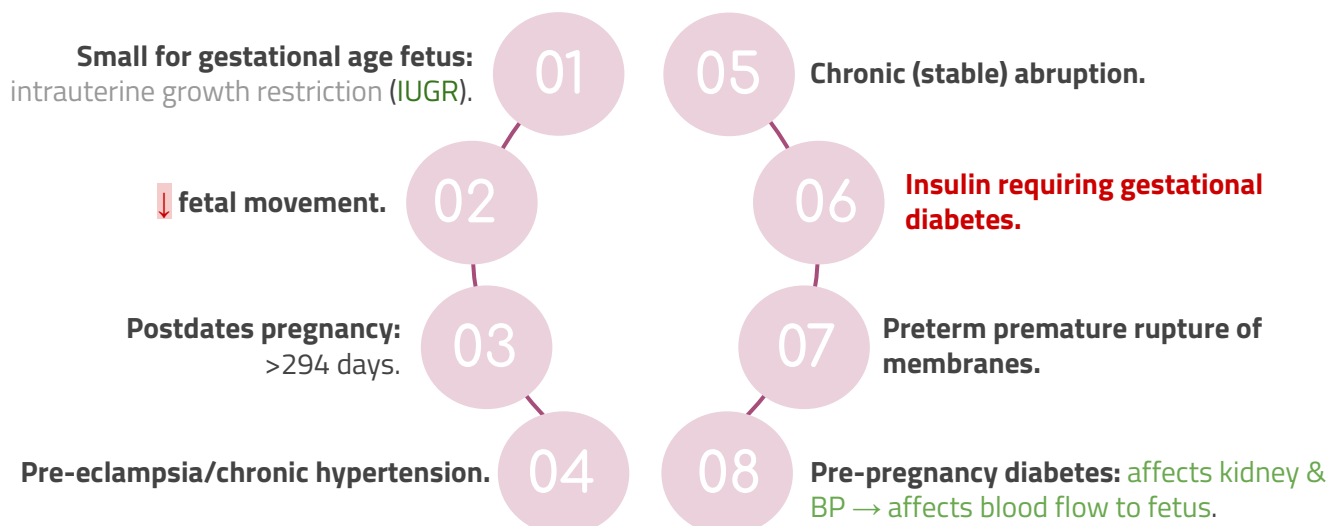 Small for gestational age fetus:
intrauterine growth restriction (IUGR).
01
↓ fetal movement.
02
Postdates pregnancy:
>294 days.
03
Pre-eclampsia/chronic hypertension.
04
05
Chronic (stable) abruption.
06
Insulin requiring gestational
diabetes.
07
Preterm premature rupture of
membranes.
08
Pre-pregnancy diabetes: affects kidney &
BP → affects blood flow to fetus.